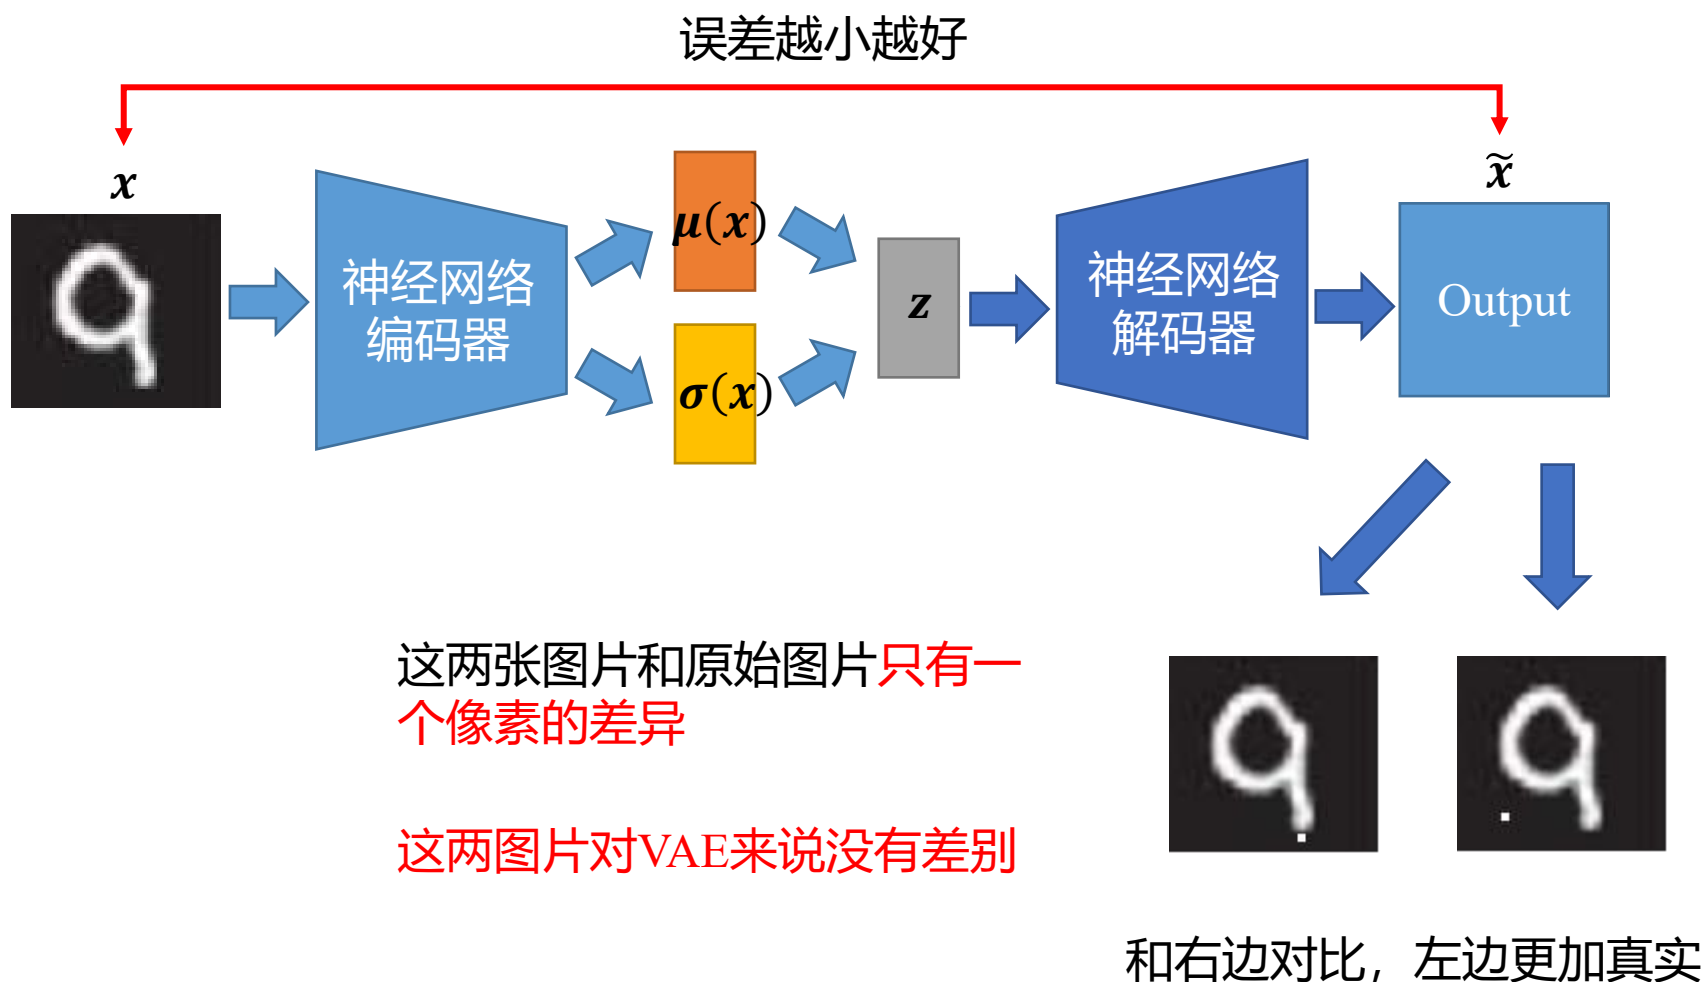 误差越小越好
x
x̃
神经网络
编码器
μ(x)
σ(x)
z
神经网络
解码器
Output
这两张图片和原始图片只有一
个像素的差异
这两图片对VAE来说没有差别
和右边对比，左边更加真实